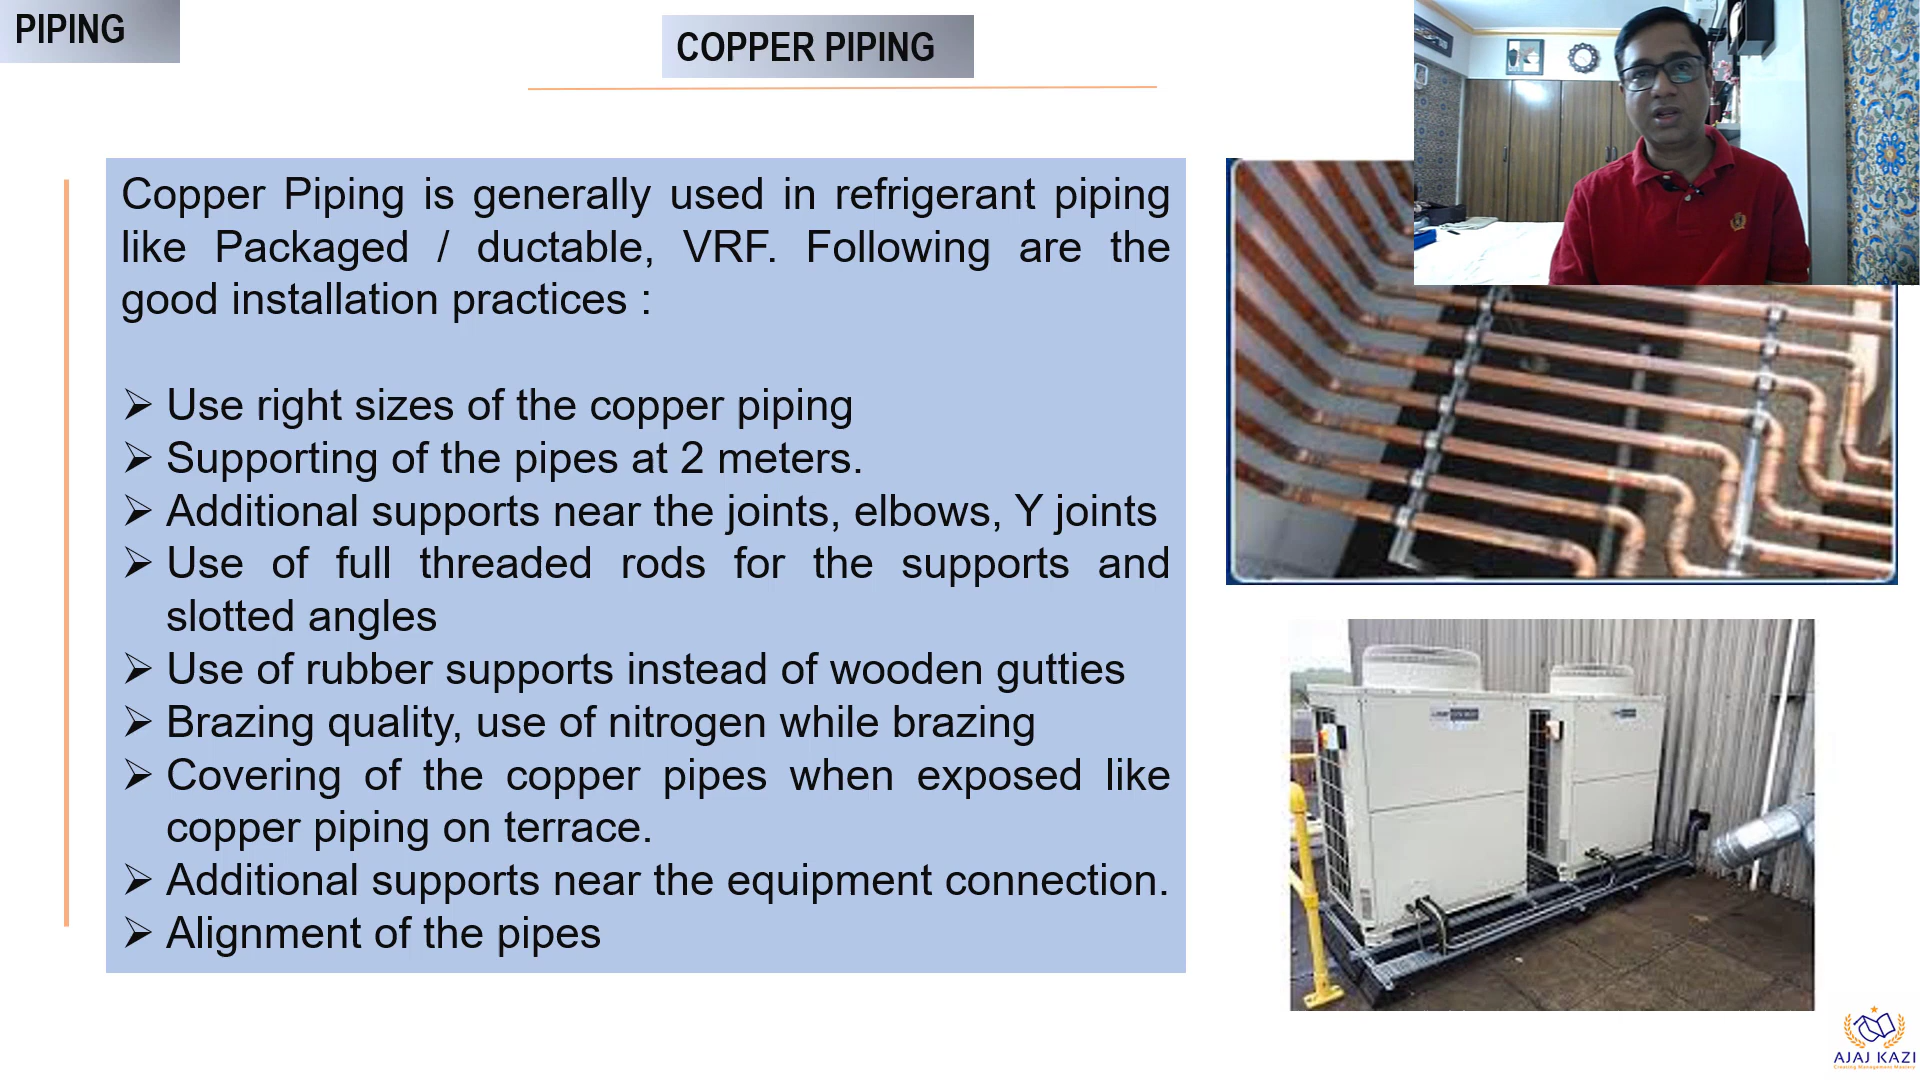 PIPING
COPPER PIPING
Copper Piping is generally used in refrigerant piping
like Packaged / ductable, VRF. Following are the
good installation practices :
➢ Use right sizes of the copper piping
➢ Supporting of the pipes at 2 meters.
➢ Additional supports near the joints, elbows, Y joints
➢ Use of full threaded rods for the supports and
slotted angles
➢ Use of rubber supports instead of wooden gutties
➢ Brazing quality, use of nitrogen while brazing
➢ Covering of the copper pipes when exposed like
copper piping on terrace.
➢ Additional supports near the equipment connection.
➢ Alignment of the pipes
AJAJ KAZI